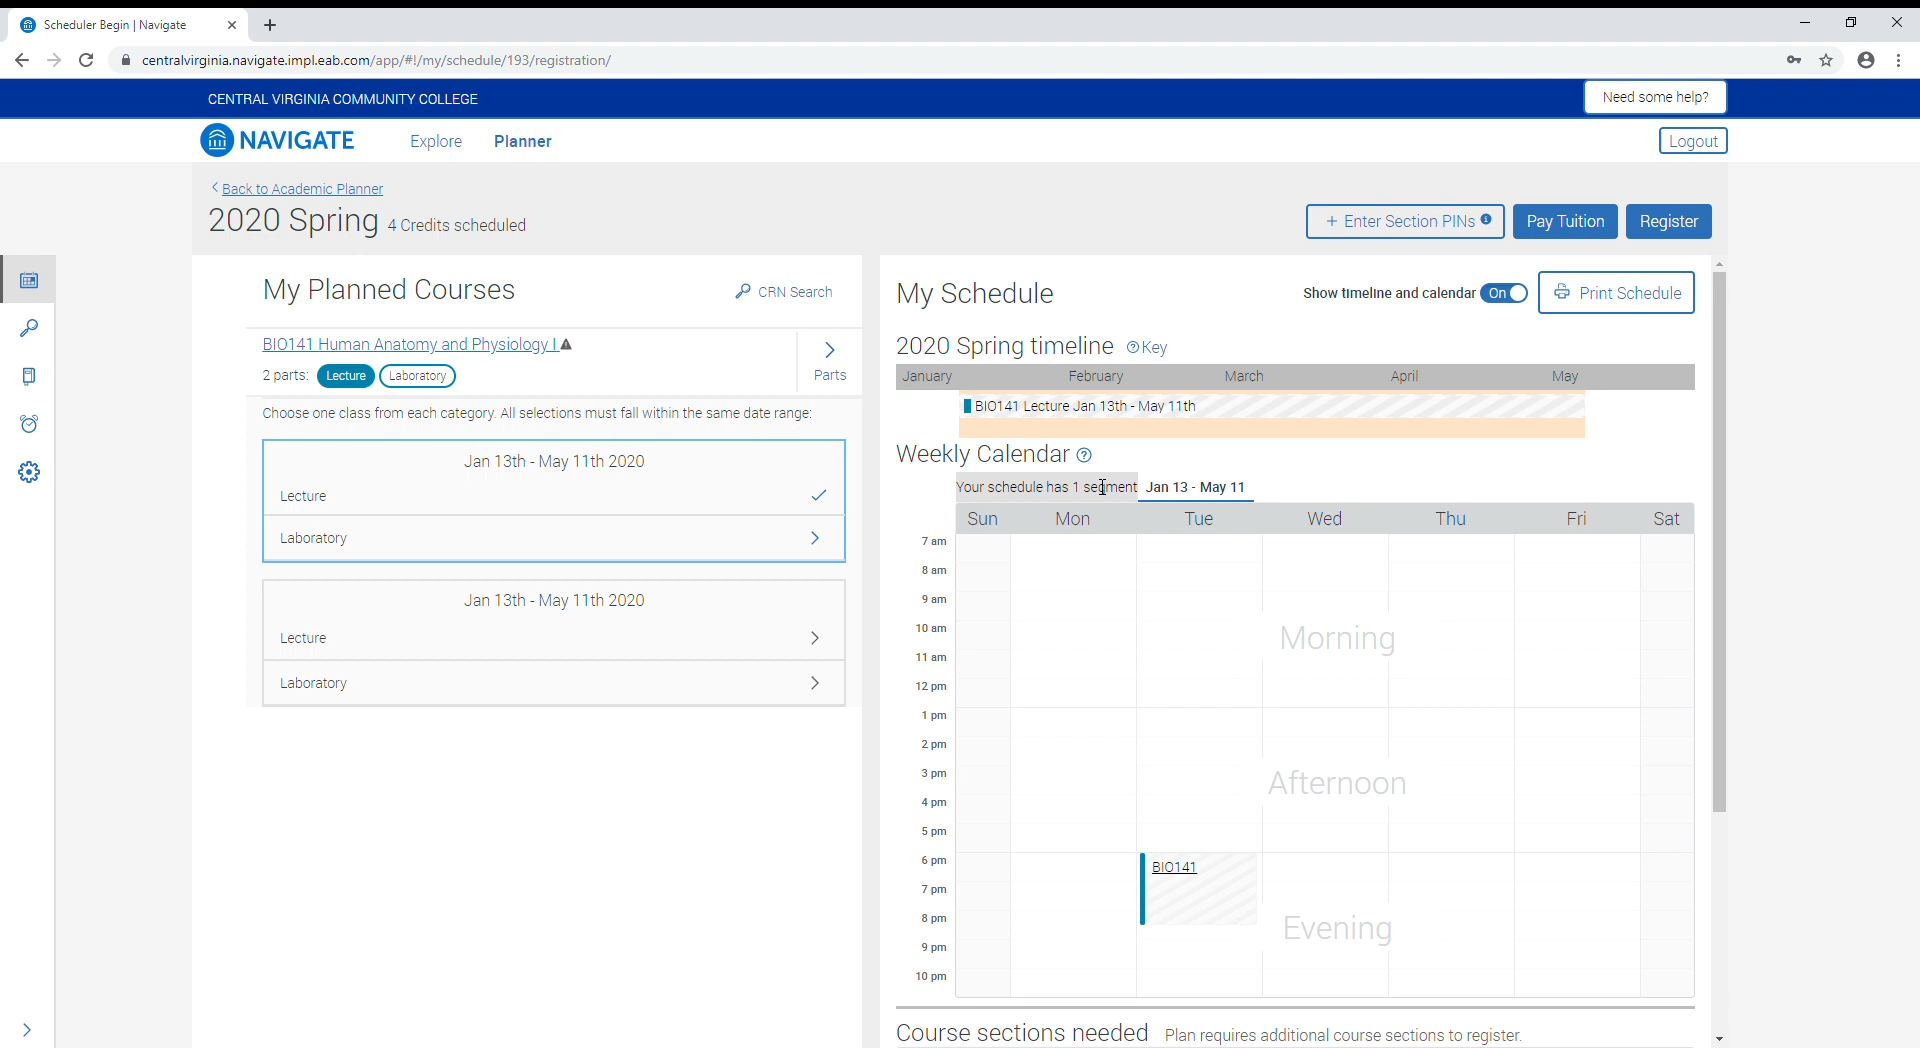 Scheduler Begin | Navigate
centralvirginia.navigate.impl.eab.com/app/#!/my/schedule/193/registration/
CENTRAL VIRGINIA COMMUNITY COLLEGE
Need some help?
NAVIGATE
Explore
Planner
Logout
Back to Academic Planner
2020 Spring 4 Credits scheduled
+ Enter Section PINs
Pay Tuition
Register
My Planned Courses
CRN Search
BIO141 Human Anatomy and Physiology I
2 parts: Lecture Laboratory
Parts
Choose one class from each category. All selections must fall within the same date range:
Jan 13th - May 11th 2020
Lecture
Laboratory
Jan 13th - May 11th 2020
Lecture
Laboratory
My Schedule
Show timeline and calendar On
Print Schedule
2020 Spring timeline ? Key
January February March April May
BIO141 Lecture Jan 13th - May 11th
Weekly Calendar ?
Your schedule has 1 segment Jan 13 - May 11
Sun Mon Tue Wed Thu Fri Sat
7 am
8 am
9 am
10 am
Morning
11 am
12 pm
1 pm
2 pm
3 pm
Afternoon
4 pm
5 pm
6 pm
BIO141
7 pm
8 pm
Evening
9 pm
10 pm
Course sections needed Plan requires additional course sections to register.